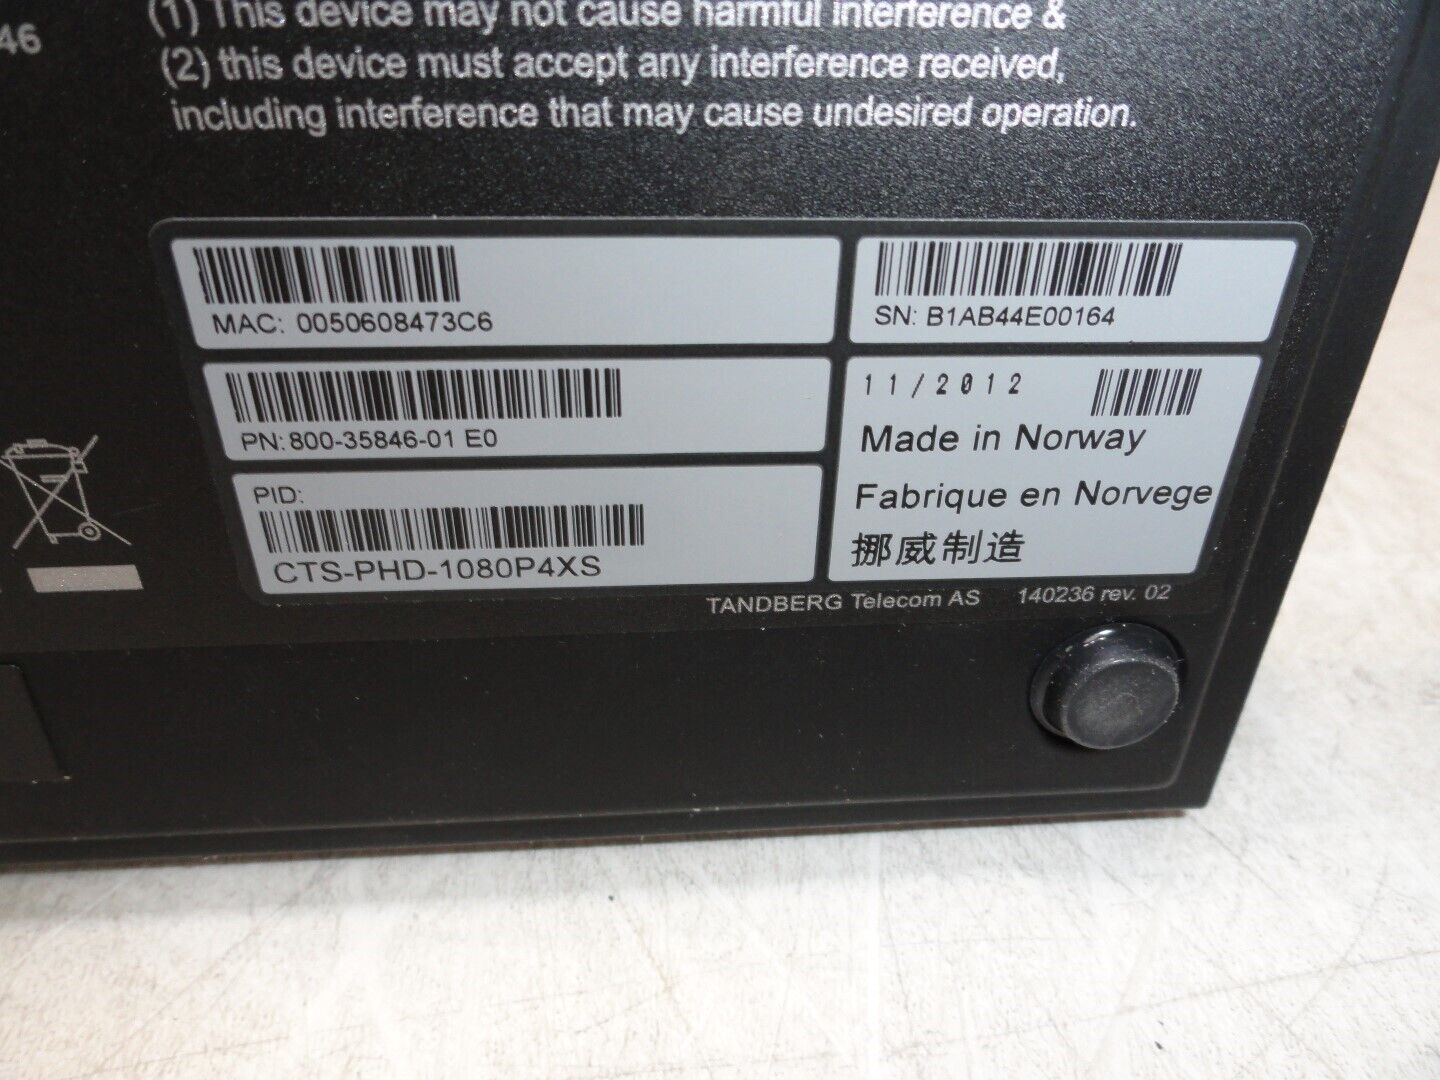 (1) This device may not cause harmful interference &
46
(2) this device must accept any interference received,
including interference that may cause undesired operation.
MAC: 0050608473C6
SN: B1AB44E00164
PN: 800-35846-01 E0
11/2012
Made in Norway
Fabrique en Norvege
挪威制造
PID:
CTS-PHD-1080P4XS
TANDBERG Telecom AS 140236 rev. 02